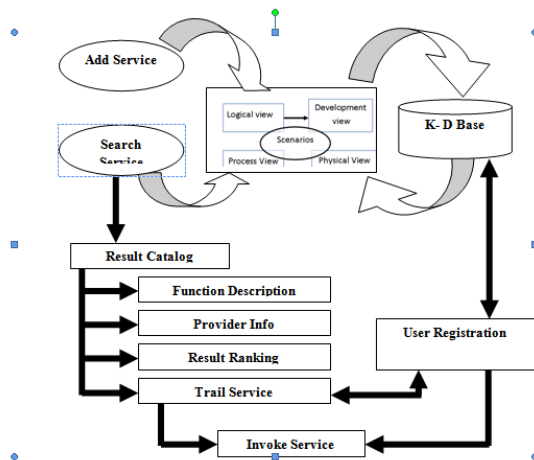 Add Service
Logical view
Development
view
K- D Base
Scenarios
Search
Service
Process View
Physical View
Result Catalog
Function Description
Provider Info
User Registration
Result Ranking
Trail Service
Invoke Service